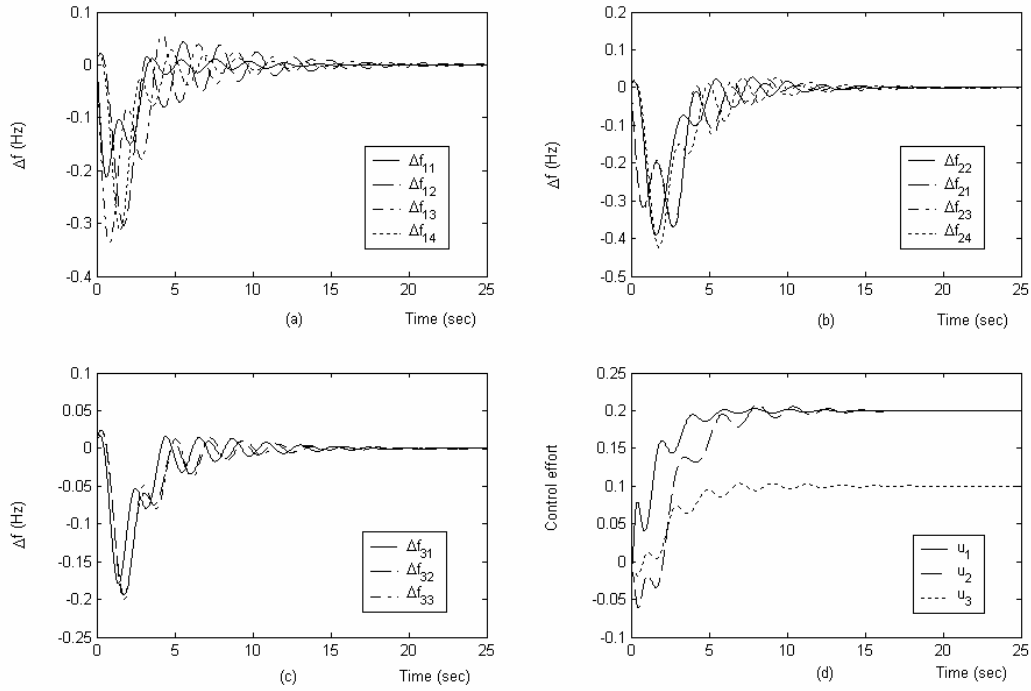 0.1
0
-0.1
-0.2
-0.3
-0.4
Δf (Hz)
Δf11
Δf12
Δf13
Δf14
0 5 10 15 20 25
(a) Time (sec)
0.2
0.1
0
-0.1
-0.2
-0.3
-0.4
-0.5
Δf (Hz)
Δf22
Δf21
Δf23
Δf24
0 5 10 15 20 25
(b) Time (sec)
0.1
0.05
0
-0.05
-0.1
-0.15
-0.2
-0.25
Δf (Hz)
Δf31
Δf32
Δf33
0 5 10 15 20 25
(c) Time (sec)
0.25
0.2
0.15
0.1
0.05
0
-0.05
-0.1
Control effort
u1
u2
u3
0 5 10 15 20 25
(d) Time (sec)